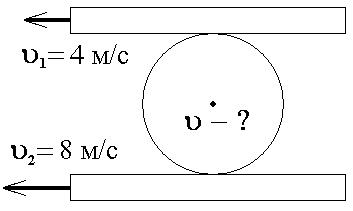 υ₁= 4 м/с
υ – ?
υ₂= 8 м/с